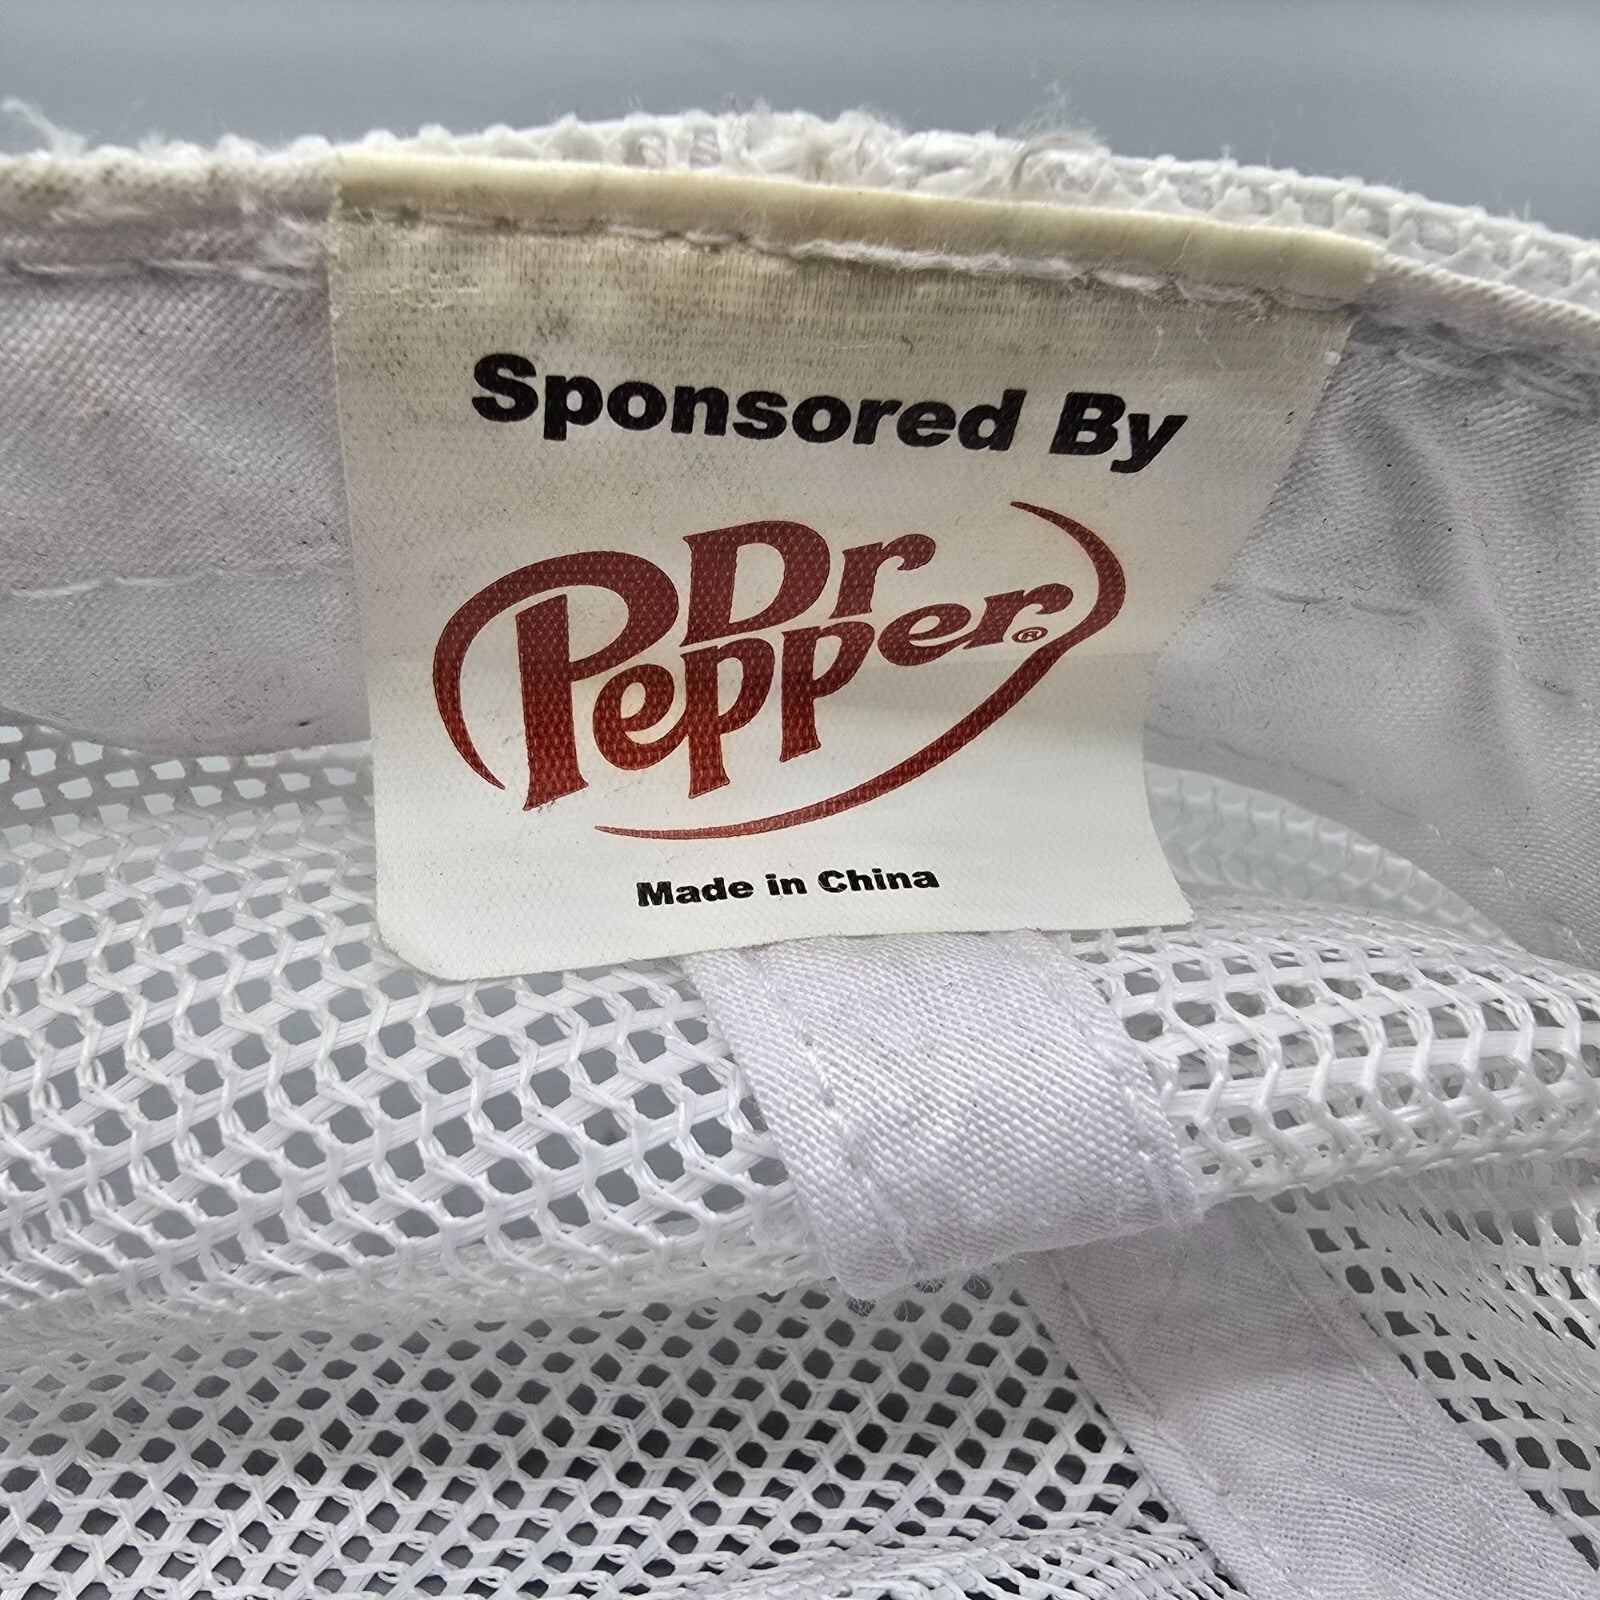 Sponsored By
Dr
Pepper®
Made in China